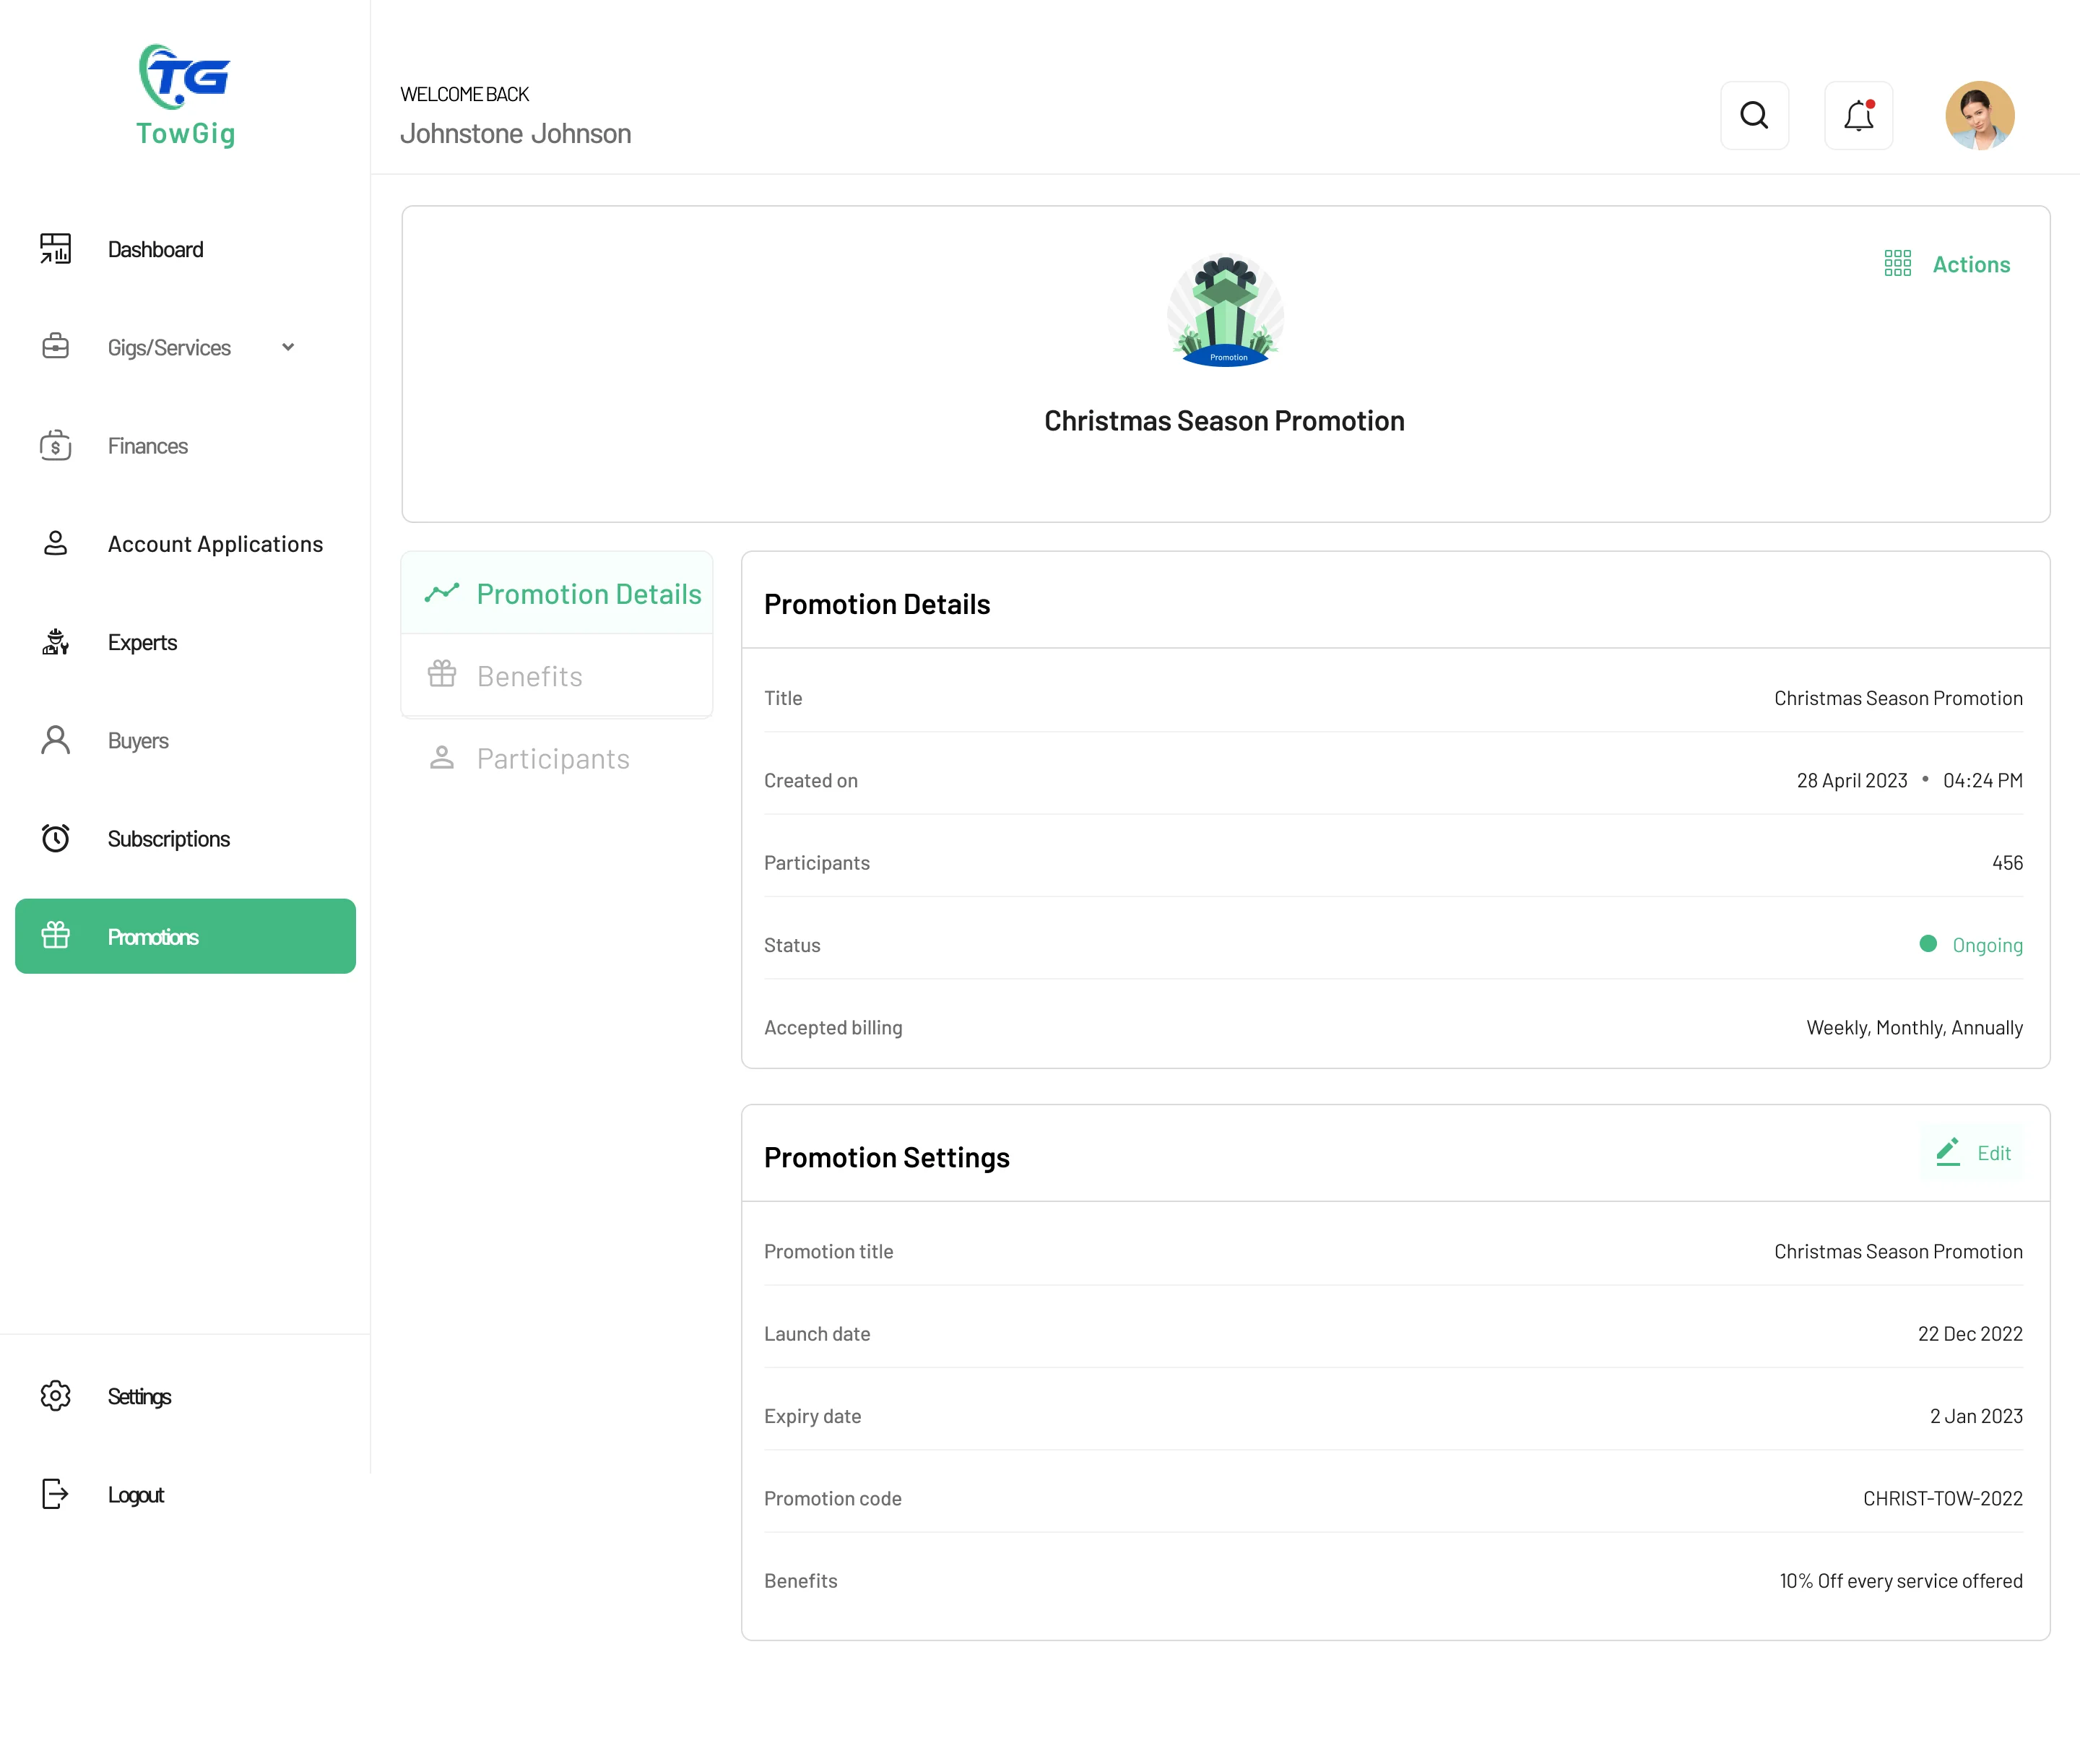 T.G
TowGig
WELCOME BACK
Johnstone Johnson
Dashboard
Gigs/Services
Finances
Account Applications
Experts
Buyers
Subscriptions
Promotions
Settings
Logout
Actions
Promotion
Christmas Season Promotion
Promotion Details
Benefits
Participants
Promotion Details
Title Christmas Season Promotion
Created on 28 April 2023 • 04:24 PM
Participants 456
Status Ongoing
Accepted billing Weekly, Monthly, Annually
Promotion Settings
Edit
Promotion title Christmas Season Promotion
Launch date 22 Dec 2022
Expiry date 2 Jan 2023
Promotion code CHRIST-TOW-2022
Benefits 10% Off every service offered